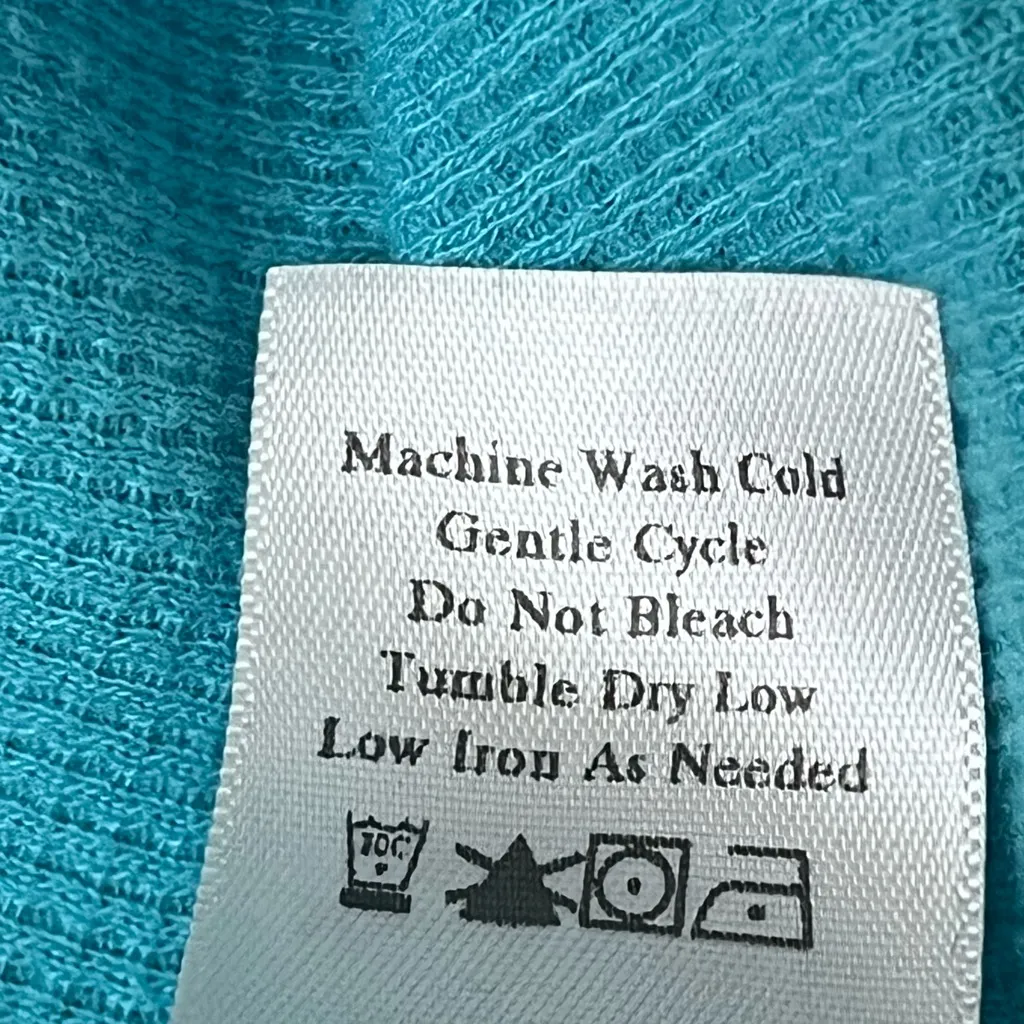 Machine Wash Cold
Gentle Cycle
Do Not Bleach
Tumble Dry Low
Low Iron As Needed